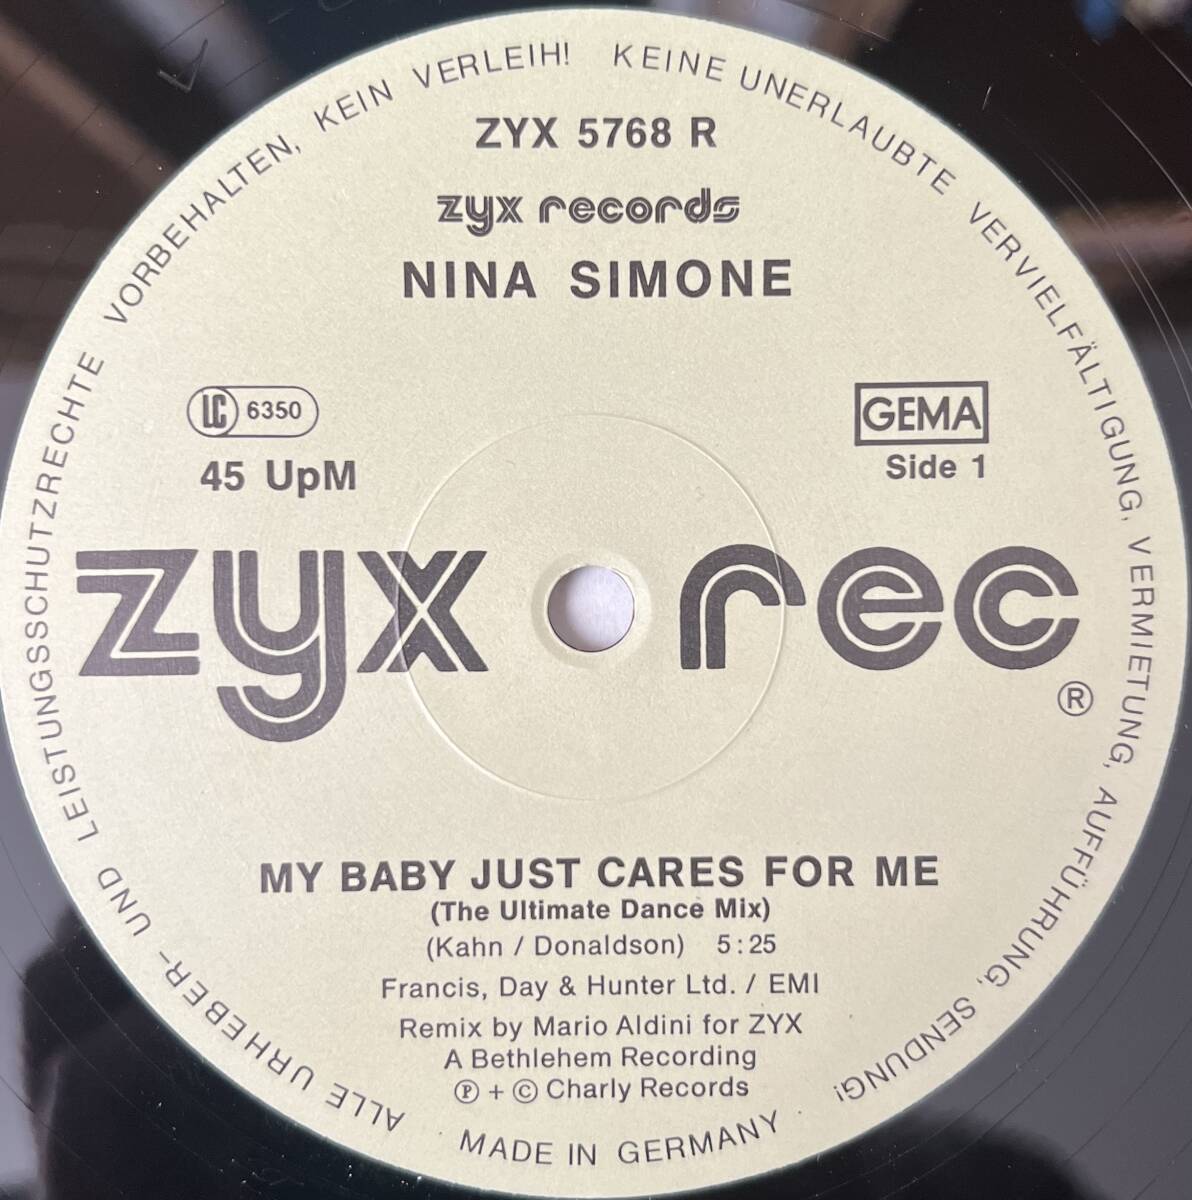 ALLE URHEBER- UND LEISTUNGSSCHUTZRECHTE VORBEHALTEN, KEIN VERLEIH! KEINE UNERLAUBTE VERVIELFÄLTIGUNG, VERMIETUNG, AUFFÜHRUNG, SENDUNG!
ZYX 5768 R
zyx records
NINA SIMONE
LC 6350
GEMA
45 UpM
Side 1
zyx rec
®
MY BABY JUST CARES FOR ME
(The Ultimate Dance Mix)
(Kahn / Donaldson) 5:25
Francis, Day & Hunter Ltd. / EMI
Remix by Mario Aldini for ZYX
A Bethlehem Recording
℗ + © Charly Records
· MADE IN GERMANY ·